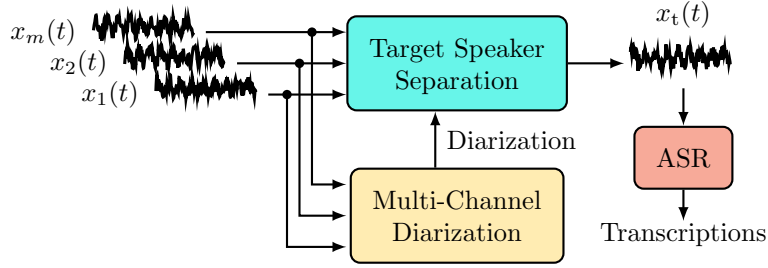 x_m(t)
x_2(t)
x_1(t)
Target Speaker
Separation
x_t(t)
Diarization
ASR
Multi-Channel
Diarization
Transcriptions